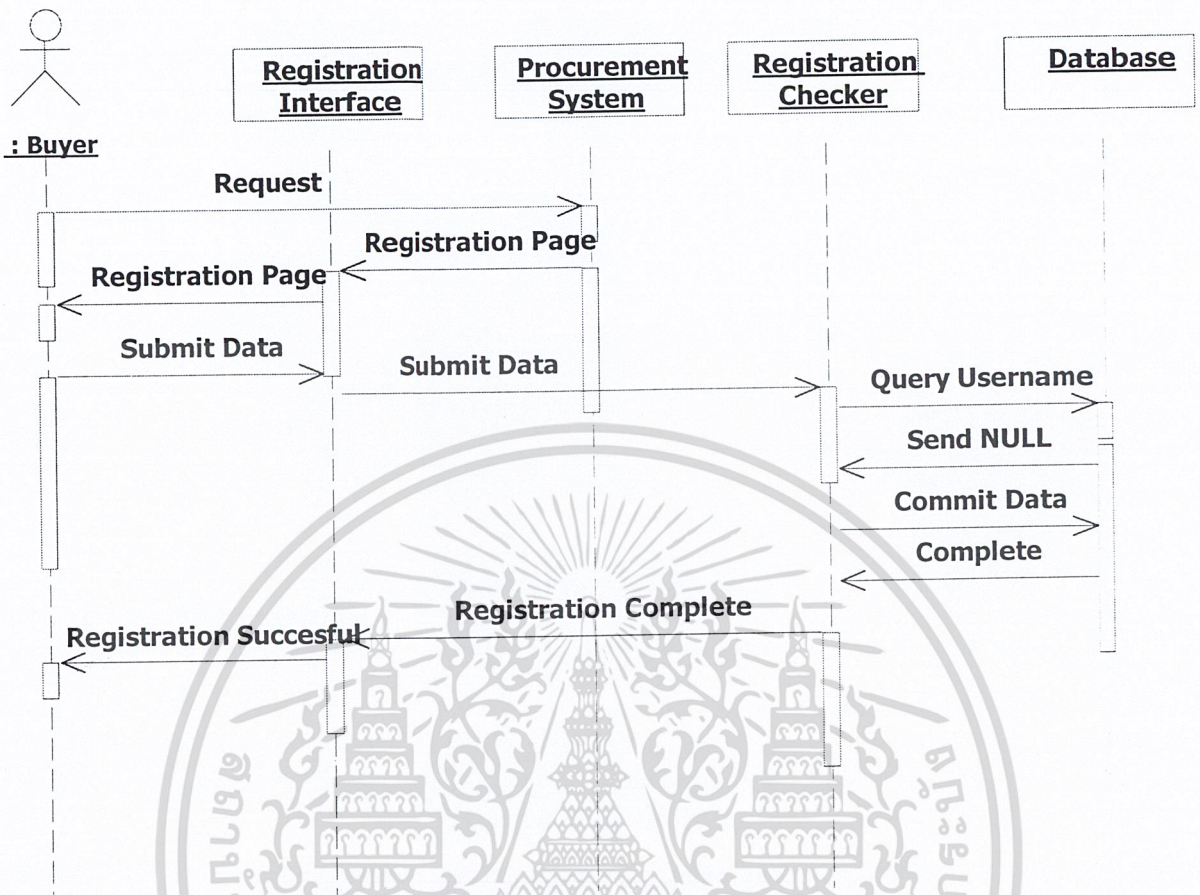 Registration
Interface
Procurement
System
Registration
Checker
Database
: Buyer
Request
Registration Page
Registration Page
Submit Data
Submit Data
Query Username
Send NULL
Commit Data
Complete
Registration Complete
Registration Succesful